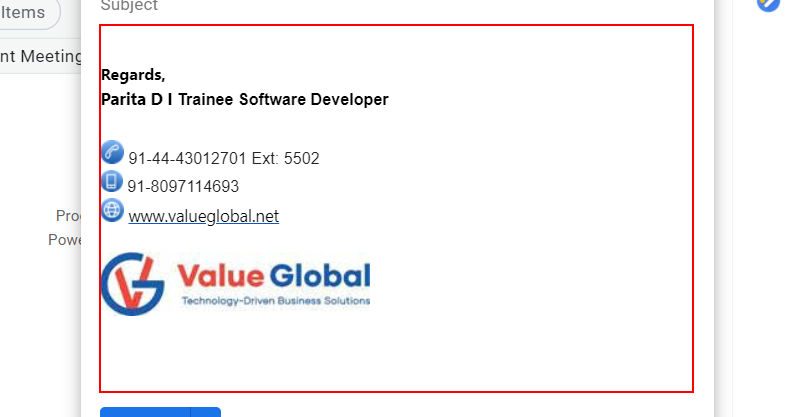 Items
Subject
nt Meeting
Regards,
Parita D I Trainee Software Developer
91-44-43012701 Ext: 5502
91-8097114693
www.valueglobal.net
Proc
Powe
Value Global
Technology-Driven Business Solutions